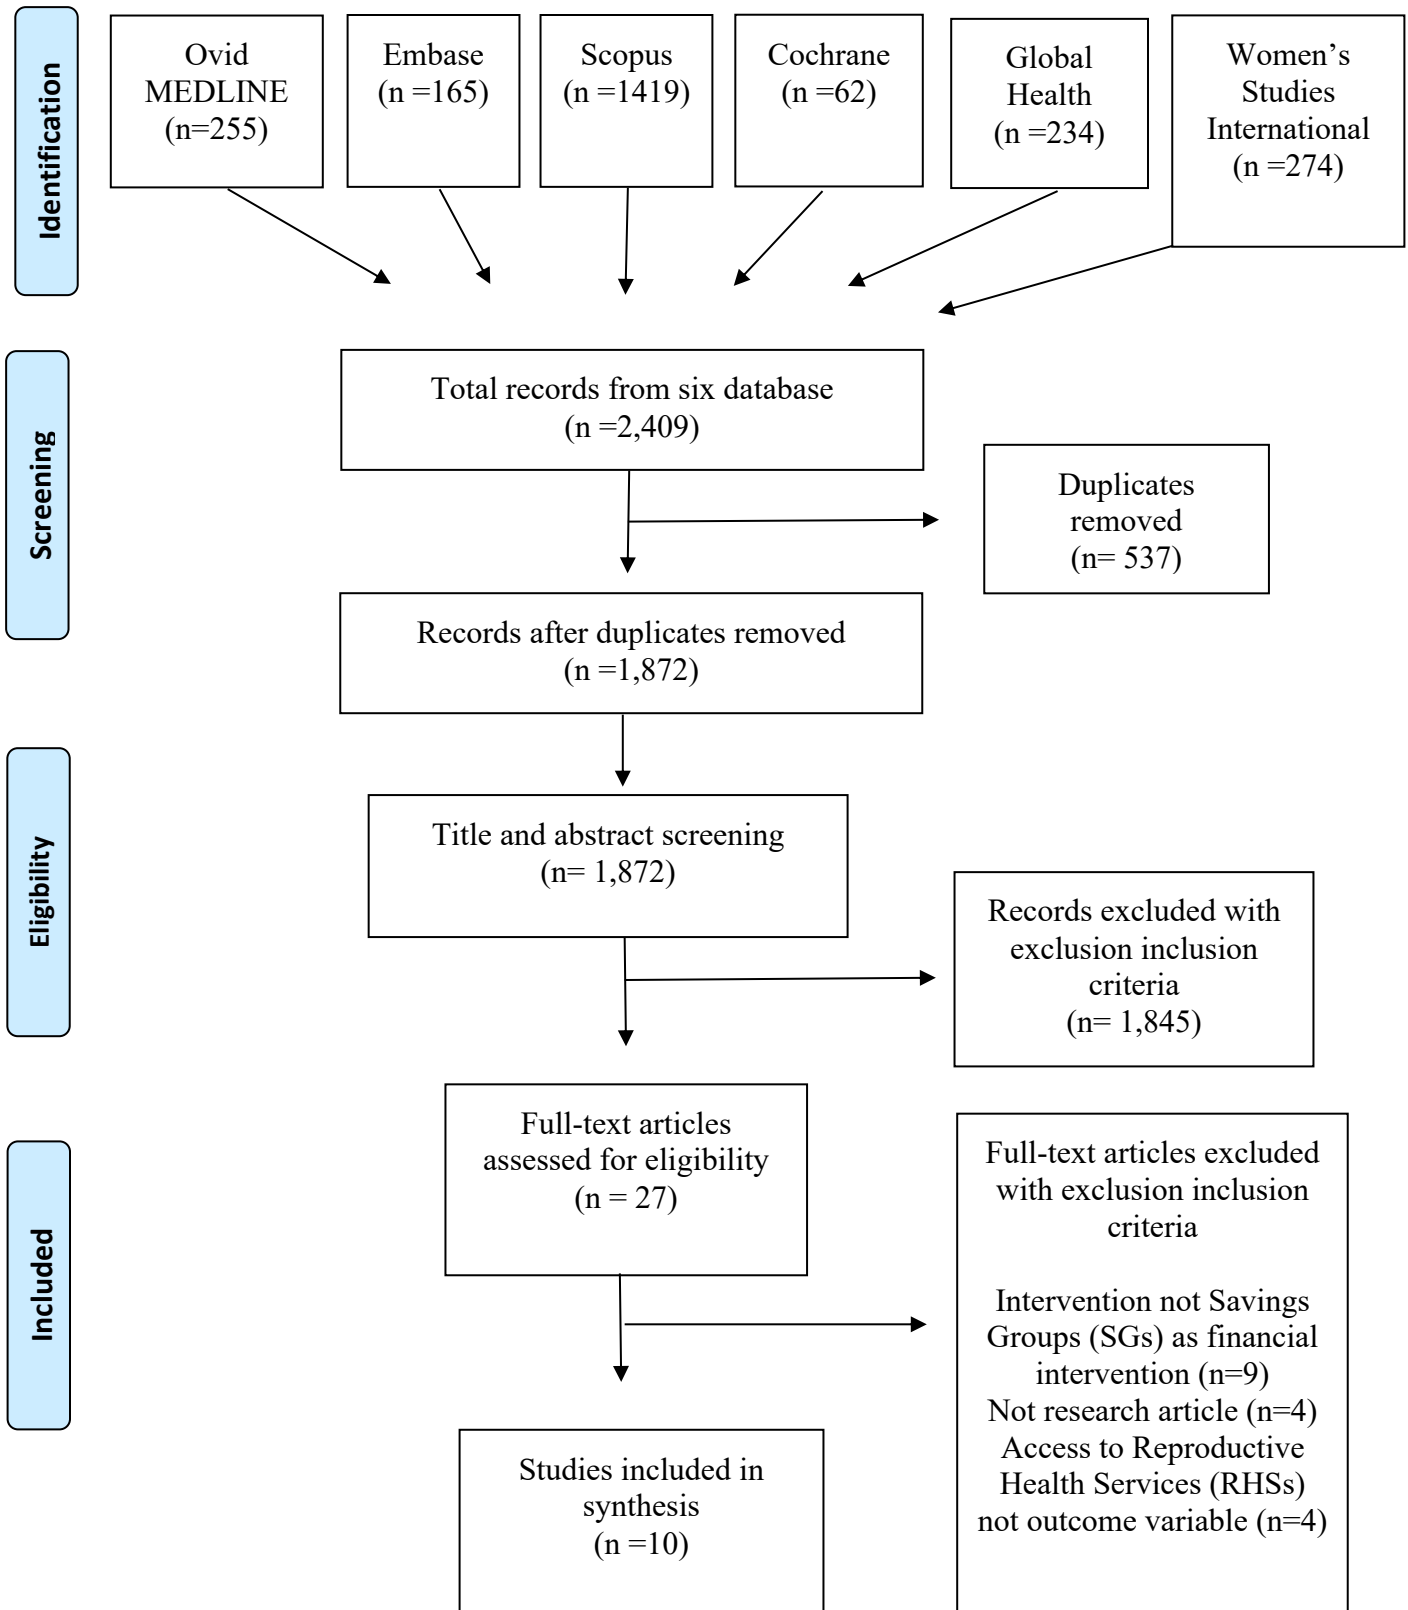 Identification
Ovid
MEDLINE
(n=255)
Embase
(n =165)
Scopus
(n =1419)
Cochrane
(n =62)
Global
Health
(n =234)
Women’s
Studies
International
(n =274)
Screening
Total records from six database
(n =2,409)
Duplicates
removed
(n= 537)
Records after duplicates removed
(n =1,872)
Eligibility
Title and abstract screening
(n= 1,872)
Records excluded with
exclusion inclusion
criteria
(n= 1,845)
Included
Full-text articles
assessed for eligibility
(n = 27)
Full-text articles excluded
with exclusion inclusion
criteria
Intervention not Savings
Groups (SGs) as financial
intervention (n=9)
Not research article (n=4)
Access to Reproductive
Health Services (RHSs)
not outcome variable (n=4)
Studies included in
synthesis
(n =10)